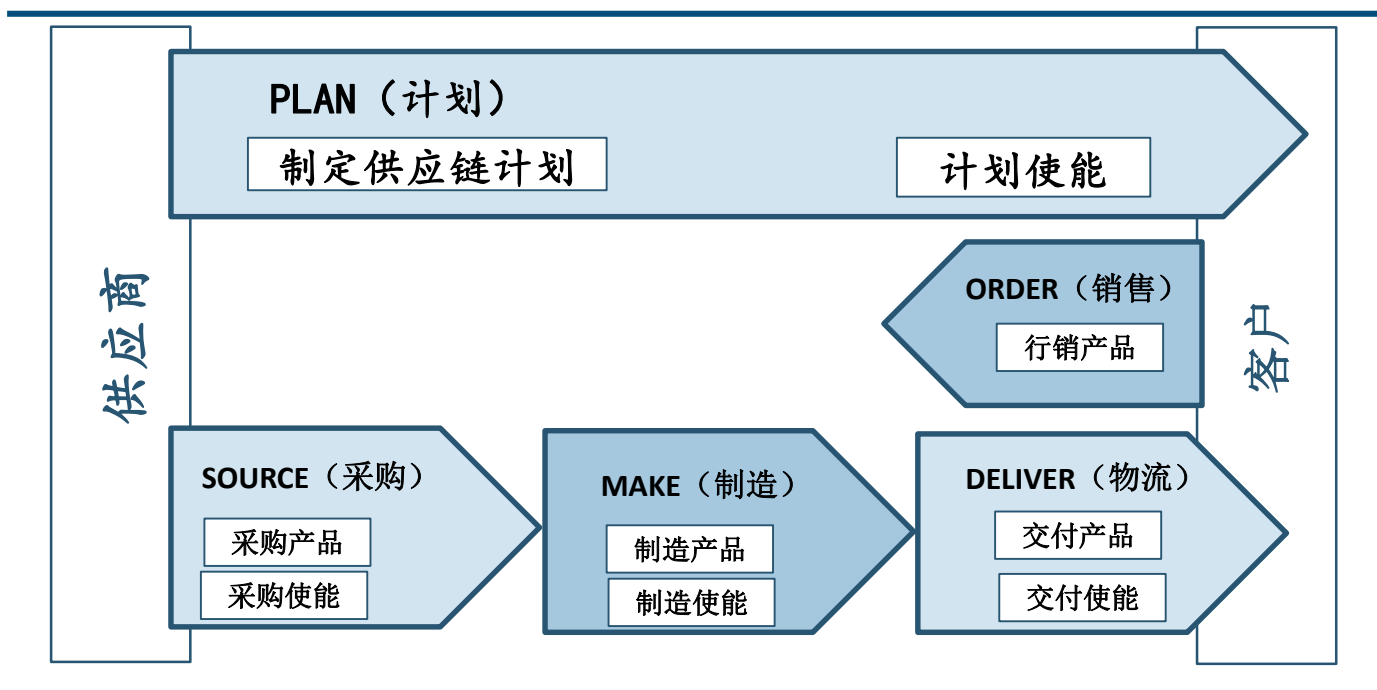 PLAN（计划）
制定供应链计划
计划使能
供应商
ORDER（销售）
行销产品
客户
SOURCE（采购）
采购产品
采购使能
MAKE（制造）
制造产品
制造使能
DELIVER（物流）
交付产品
交付使能